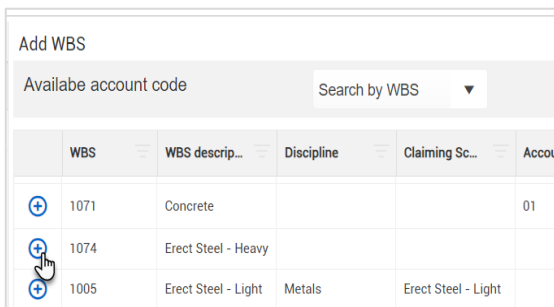 Add WBS
Availabe account code Search by WBS
WBS WBS descrip... Discipline Claiming Sc... Accou
1071 Concrete 01
1074 Erect Steel - Heavy
1005 Erect Steel - Light Metals Erect Steel - Light